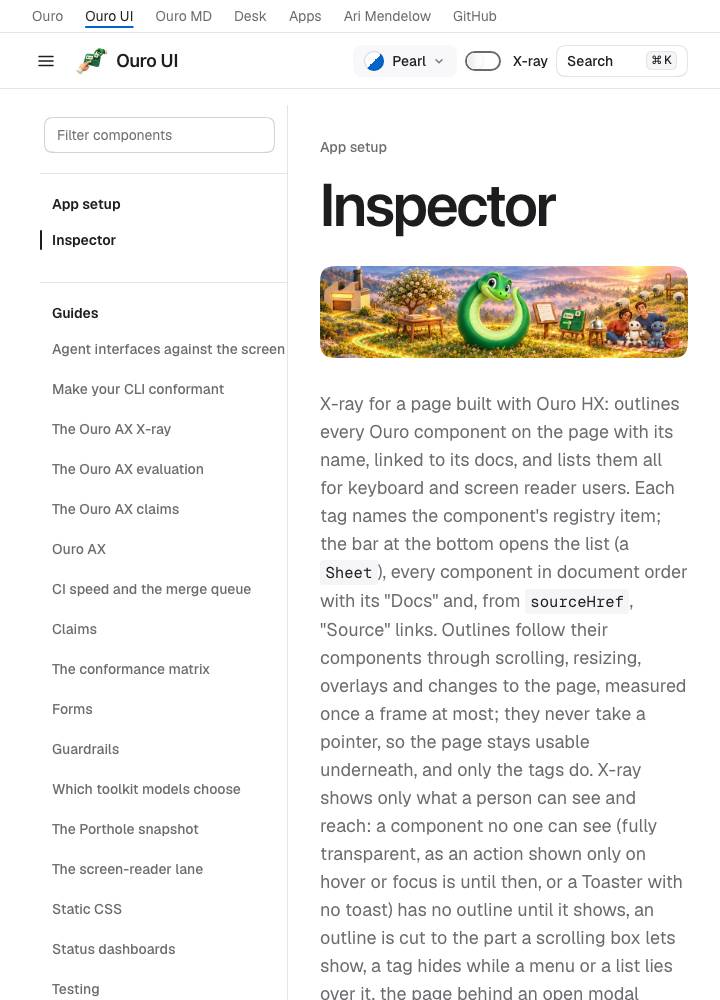 Ouro Ouro UI Ouro MD Desk Apps Ari Mendelow GitHub
Ouro UI Pearl X-ray Search ⌘ K
Filter components
App setup
Inspector
Guides
Agent interfaces against the screen
Make your CLI conformant
The Ouro AX X-ray
The Ouro AX evaluation
The Ouro AX claims
Ouro AX
CI speed and the merge queue
Claims
The conformance matrix
Forms
Guardrails
Which toolkit models choose
The Porthole snapshot
The screen-reader lane
Static CSS
Status dashboards
Testing
App setup
Inspector
X-ray for a page built with Ouro HX: outlines
every Ouro component on the page with its
name, linked to its docs, and lists them all
for keyboard and screen reader users. Each
tag names the component's registry item;
the bar at the bottom opens the list (a
Sheet ), every component in document order
with its "Docs" and, from sourceHref ,
"Source" links. Outlines follow their
components through scrolling, resizing,
overlays and changes to the page, measured
once a frame at most; they never take a
pointer, so the page stays usable
underneath, and only the tags do. X-ray
shows only what a person can see and
reach: a component no one can see (fully
transparent, as an action shown only on
hover or focus is until then, or a Toaster with
no toast) has no outline until it shows, an
outline is cut to the part a scrolling box lets
show, a tag hides while a menu or a list lies
over it, the page behind an open modal